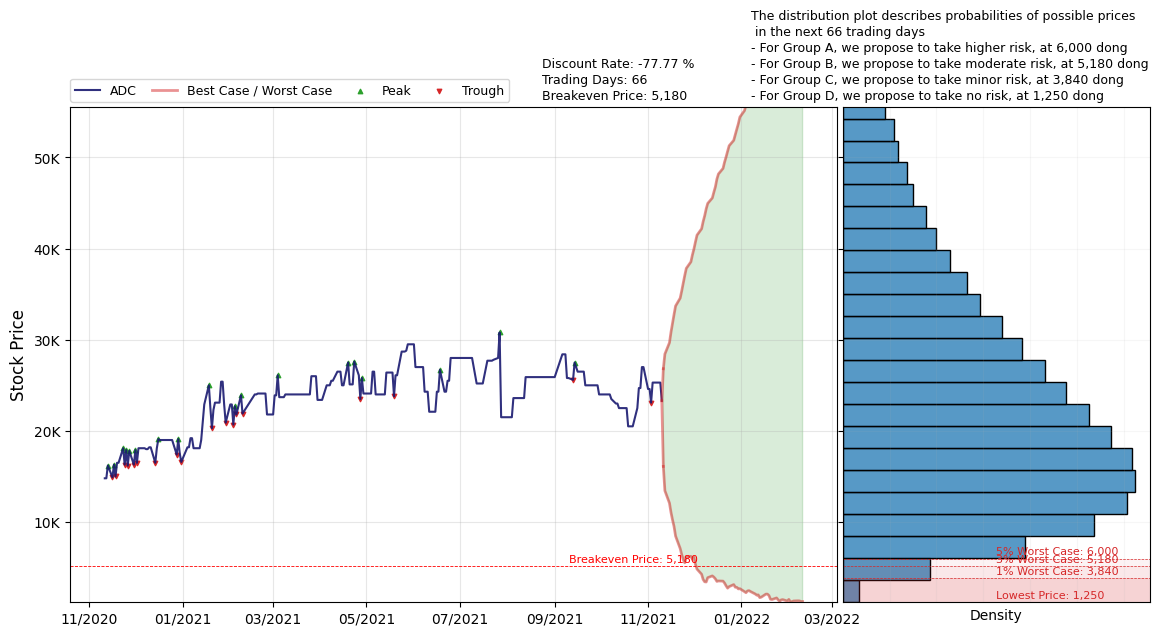 The distribution plot describes probabilities of possible prices
in the next 66 trading days
- For Group A, we propose to take higher risk, at 6,000 dong
- For Group B, we propose to take moderate risk, at 5,180 dong
- For Group C, we propose to take minor risk, at 3,840 dong
- For Group D, we propose to take no risk, at 1,250 dong
Discount Rate: -77.77 %
Trading Days: 66
Breakeven Price: 5,180
ADC
Best Case / Worst Case
Peak
Trough
Stock Price
50K
40K
30K
20K
10K
Breakeven Price: 5,180
5% Worst Case: 6,000
3% Worst Case: 5,180
1% Worst Case: 3,840
Lowest Price: 1,250
11/2020
01/2021
03/2021
05/2021
07/2021
09/2021
11/2021
01/2022
03/2022
Density